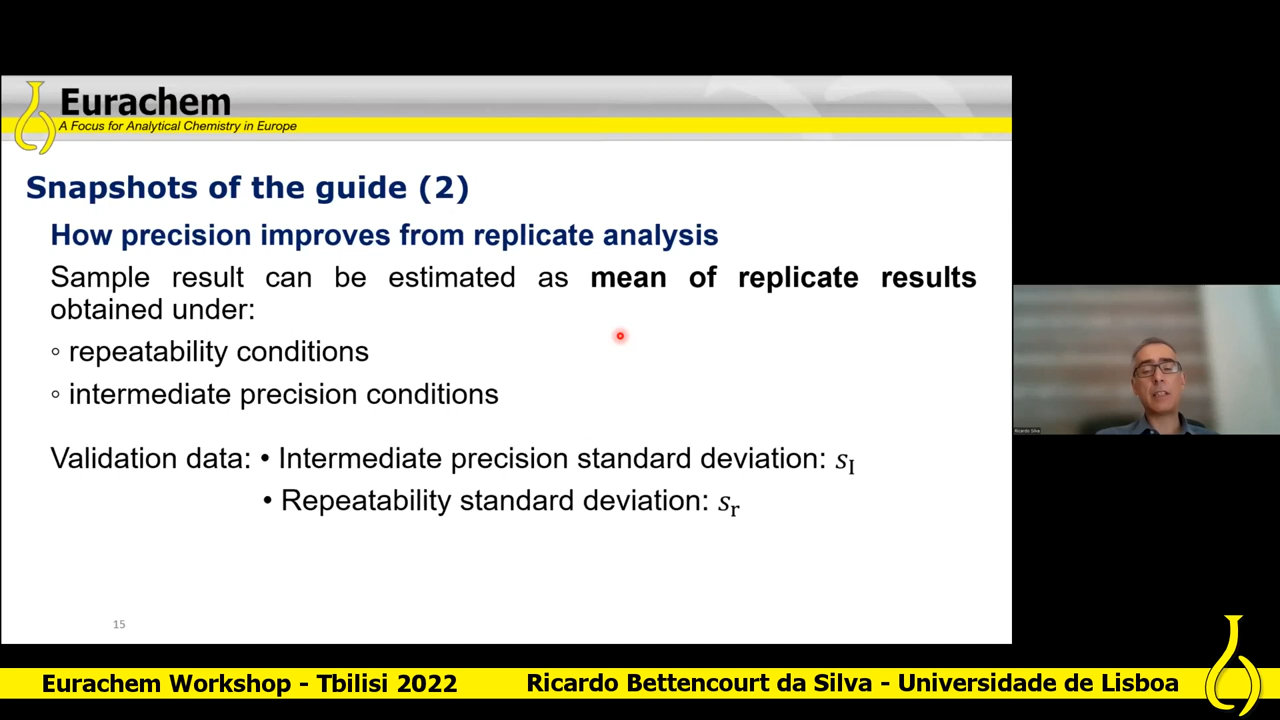 Eurachem
A Focus for Analytical Chemistry in Europe
Snapshots of the guide (2)
How precision improves from replicate analysis
Sample result can be estimated as mean of replicate results
obtained under:
◦ repeatability conditions
◦ intermediate precision conditions
Validation data: • Intermediate precision standard deviation: sI
• Repeatability standard deviation: sr
15
Ricardo Silva
Eurachem Workshop - Tbilisi 2022
Ricardo Bettencourt da Silva - Universidade de Lisboa